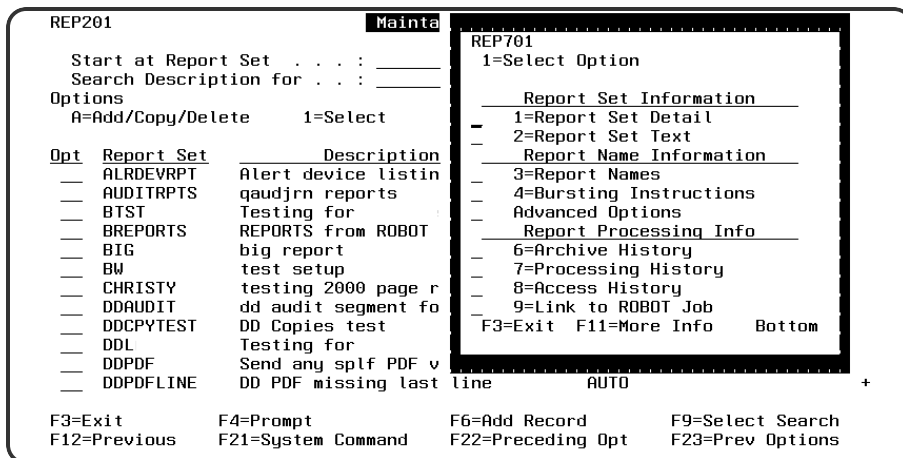 REP201 Mainta
Start at Report Set . . . :
Search Description for . . :
Options
A=Add/Copy/Delete 1=Select
Opt Report Set Description
ALRDEVRPT Alert device listin
AUDITRPTS qaudjrn reports
BTST Testing for
BREPORTS REPORTS from ROBOT
BIG big report
BW test setup
CHRISTY testing 2000 page r
DDAUDIT dd audit segment fo
DDCPYTEST DD Copies test
DDL Testing for
DDPDF Send any splf PDF v
DDPDFLINE DD PDF missing last line AUTO +
REP701
1=Select Option
Report Set Information
1=Report Set Detail
2=Report Set Text
Report Name Information
3=Report Names
4=Bursting Instructions
Advanced Options
Report Processing Info
6=Archive History
7=Processing History
8=Access History
9=Link to ROBOT Job
F3=Exit F11=More Info Bottom
F3=Exit F4=Prompt F6=Add Record F9=Select Search
F12=Previous F21=System Command F22=Preceding Opt F23=Prev Options